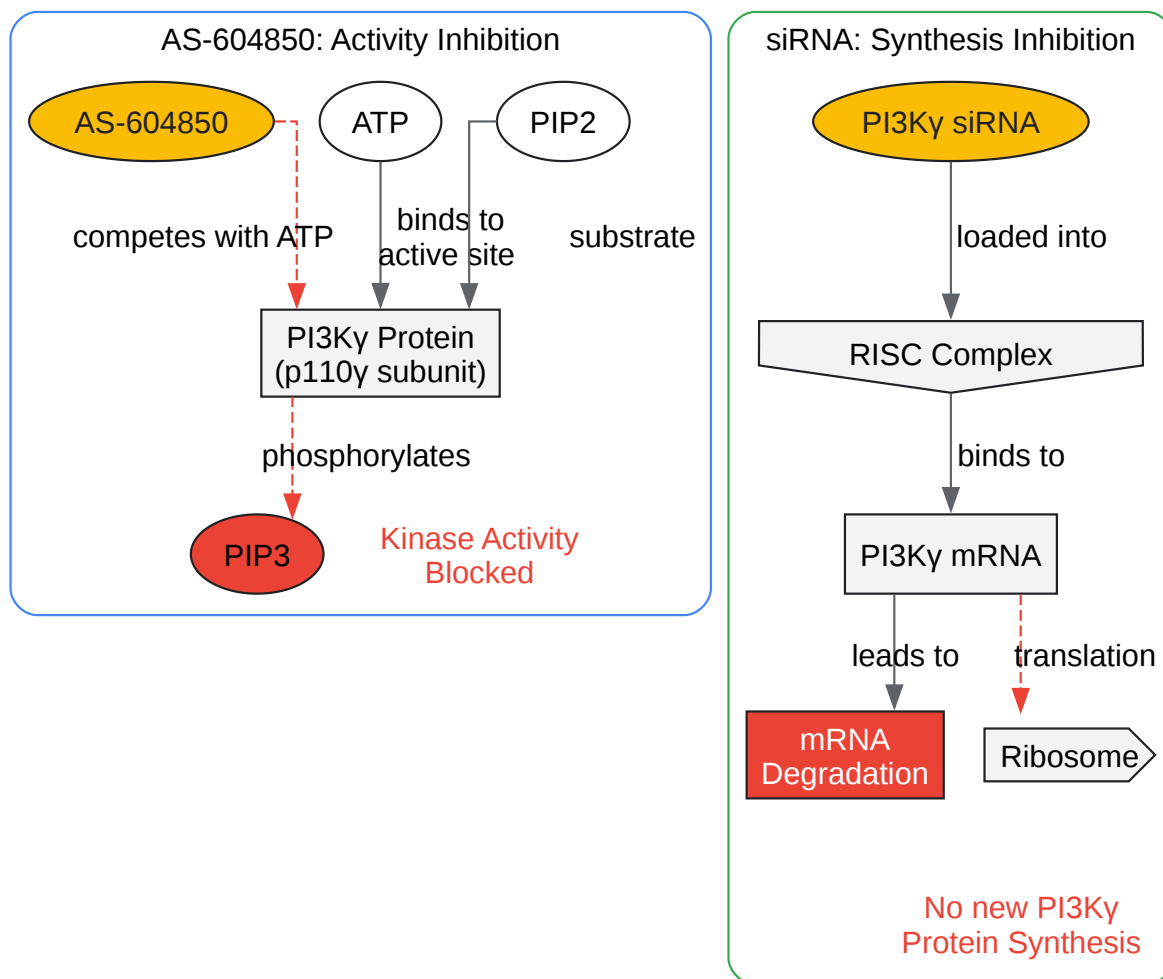 AS-604850: Activity Inhibition
AS-604850
ATP
PIP2
competes with ATP
binds to
active site
substrate
PI3Kγ Protein
(p110γ subunit)
phosphorylates
PIP3
Kinase Activity
Blocked
siRNA: Synthesis Inhibition
PI3Kγ siRNA
loaded into
RISC Complex
binds to
PI3Kγ mRNA
leads to
translation
mRNA
Degradation
Ribosome
No new PI3Kγ
Protein Synthesis